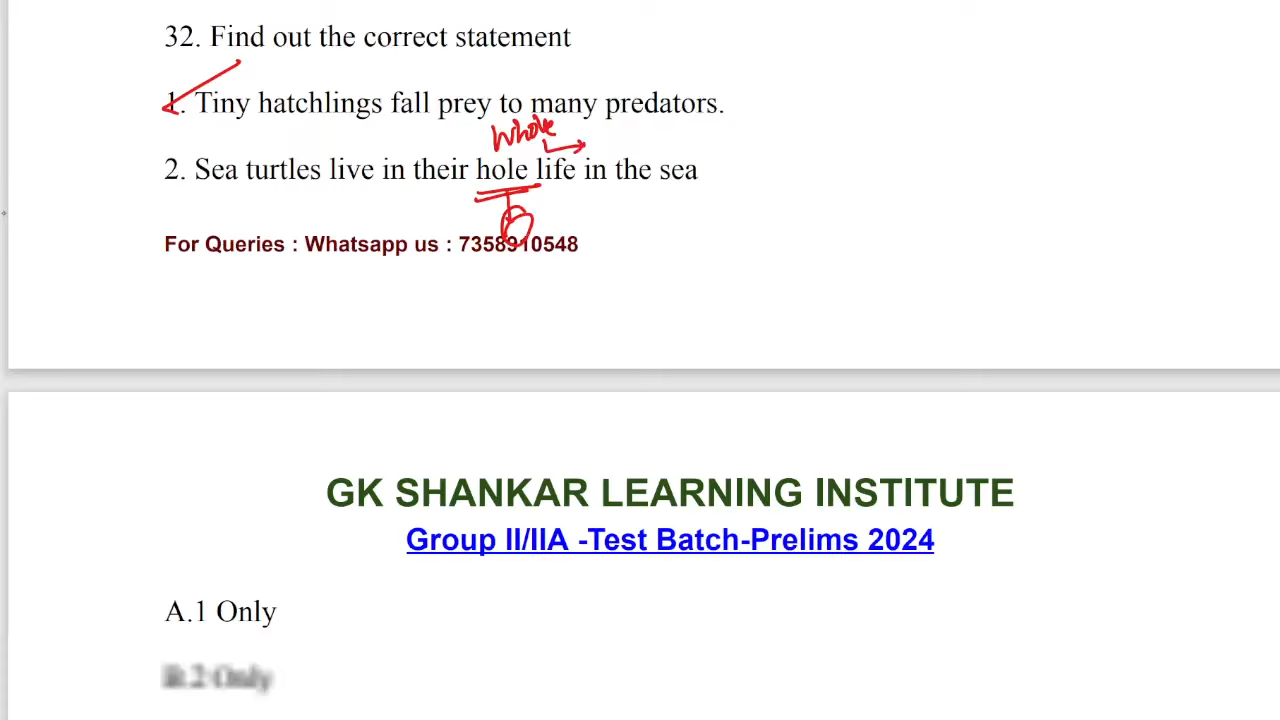 32. Find out the correct statement
1. Tiny hatchlings fall prey to many predators.
Whole
2. Sea turtles live in their hole life in the sea
For Queries : Whatsapp us : 7358910548
GK SHANKAR LEARNING INSTITUTE
Group II/IIA -Test Batch-Prelims 2024
A.1 Only
B.2 Only